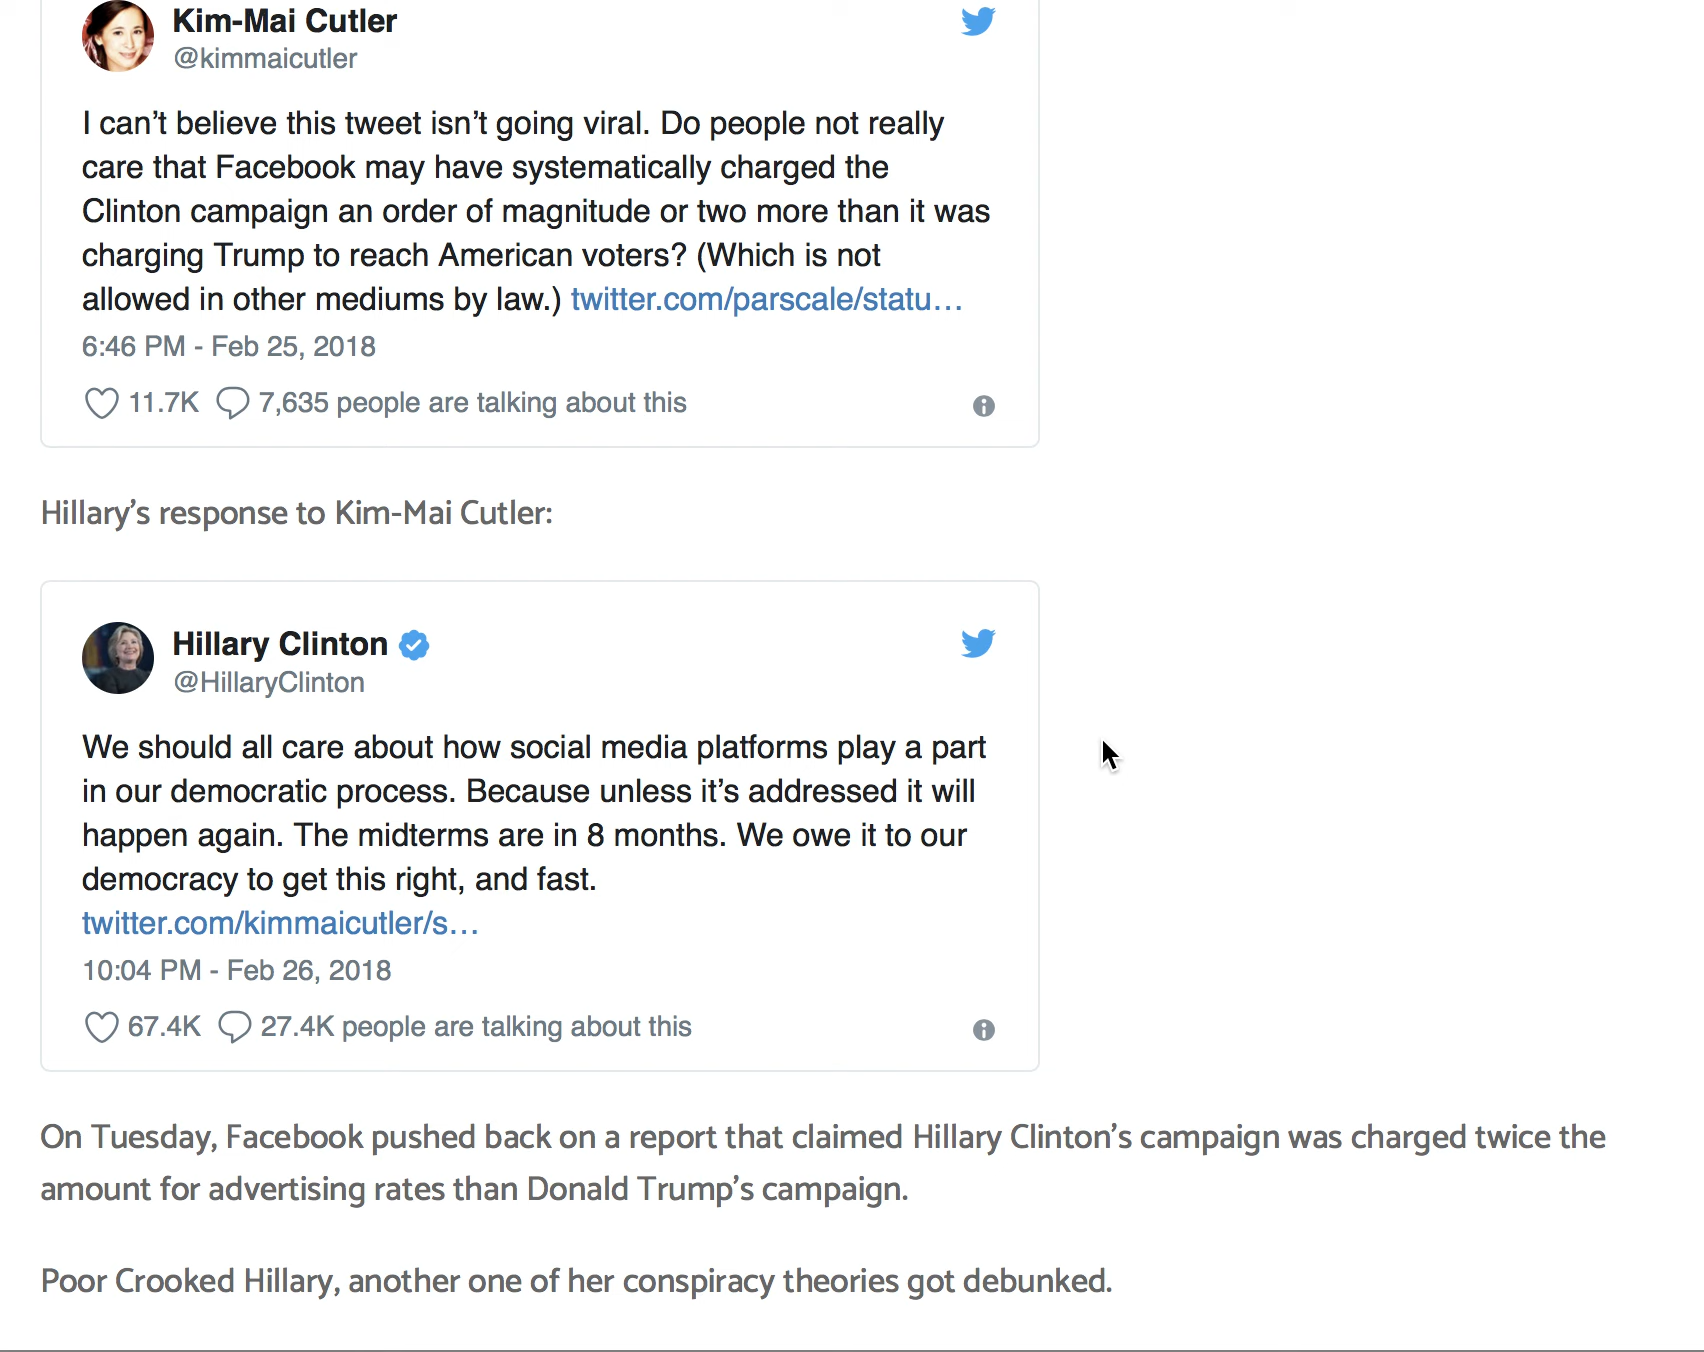 Kim-Mai Cutler
@kimmaicutler
I can’t believe this tweet isn’t going viral. Do people not really
care that Facebook may have systematically charged the
Clinton campaign an order of magnitude or two more than it was
charging Trump to reach American voters? (Which is not
allowed in other mediums by law.) twitter.com/parscale/statu…
6:46 PM - Feb 25, 2018
11.7K 7,635 people are talking about this
Hillary’s response to Kim-Mai Cutler:
Hillary Clinton
@HillaryClinton
We should all care about how social media platforms play a part
in our democratic process. Because unless it’s addressed it will
happen again. The midterms are in 8 months. We owe it to our
democracy to get this right, and fast.
twitter.com/kimmaicutler/s…
10:04 PM - Feb 26, 2018
67.4K 27.4K people are talking about this
On Tuesday, Facebook pushed back on a report that claimed Hillary Clinton’s campaign was charged twice the
amount for advertising rates than Donald Trump’s campaign.
Poor Crooked Hillary, another one of her conspiracy theories got debunked.